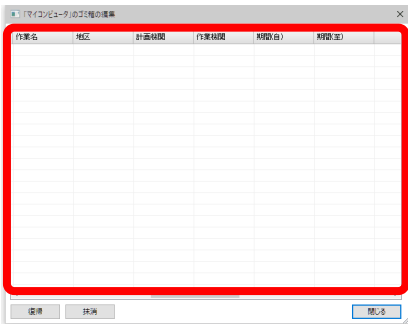 「マイコンピュータ」のゴミ箱の編集
作業名 地区 計画機関 作業機関 期間(自) 期間(至)
復帰 抹消 閉じる